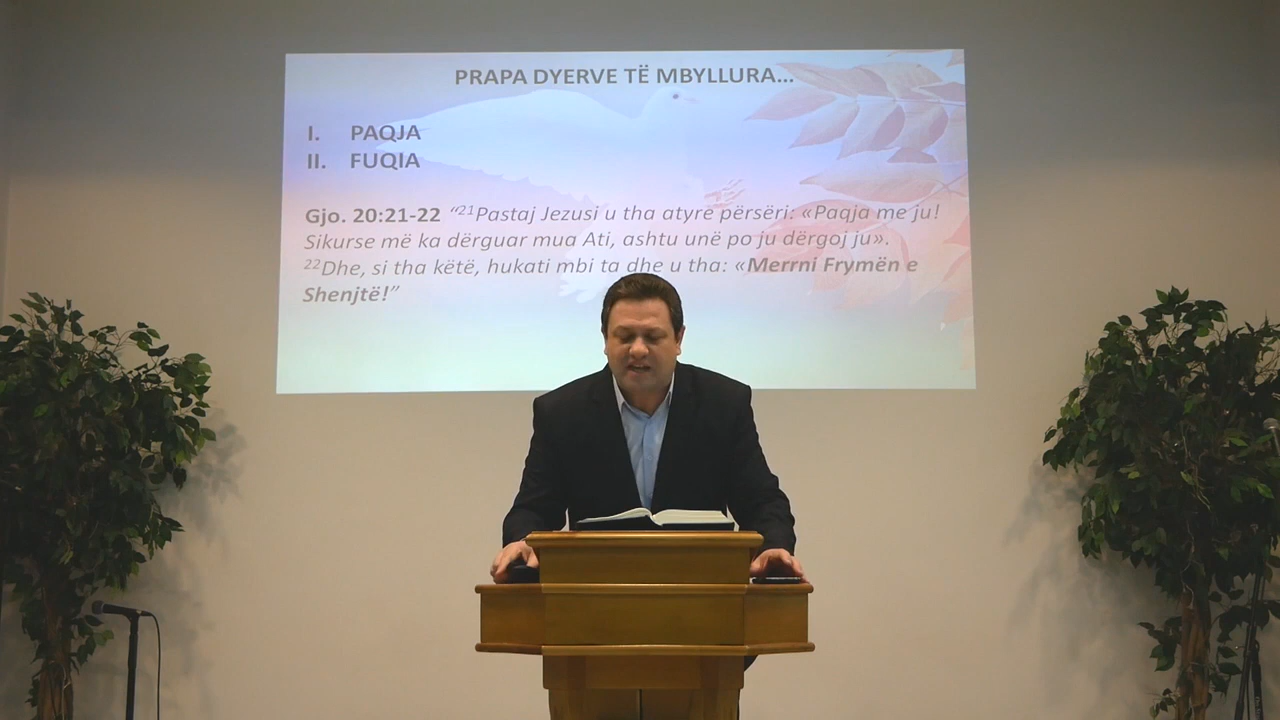 PRAPA DYERVE TË MBYLLURA...
I. PAQJA
II. FUQIA
Gjo. 20:21-22 “²¹Pastaj Jezusi u tha atyre përsëri: «Paqja me ju!
Sikurse më ka dërguar mua Ati, ashtu unë po ju dërgoj ju».
²²Dhe, si tha këtë, hukati mbi ta dhe u tha: «Merrni Frymën e
Shenjtë!”